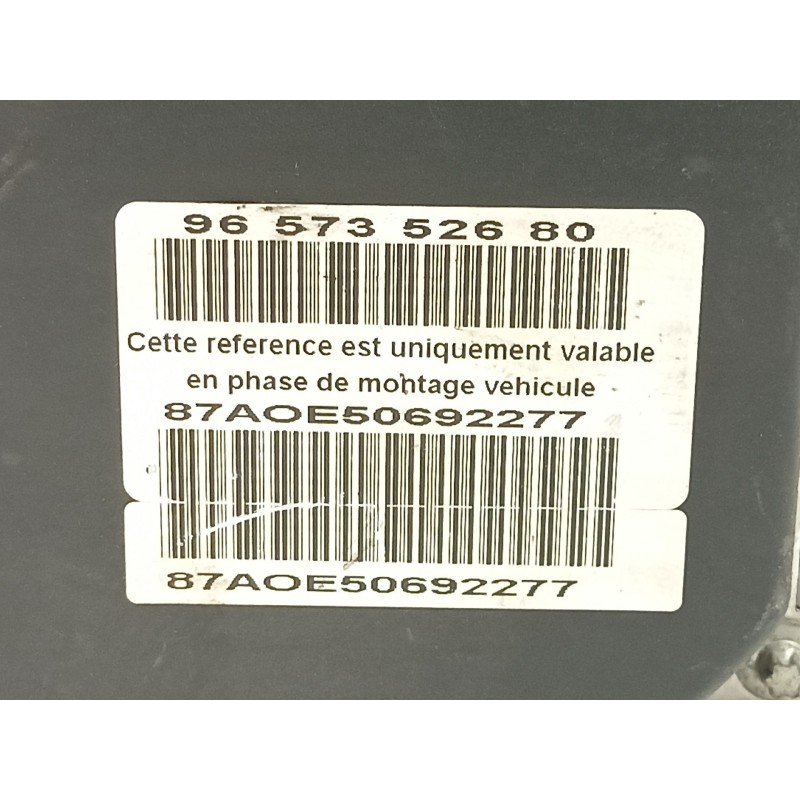 96 573 526 80
Cette reference est uniquement valable
en phase de montage vehicule
87AOE50692277
87AOE50692277